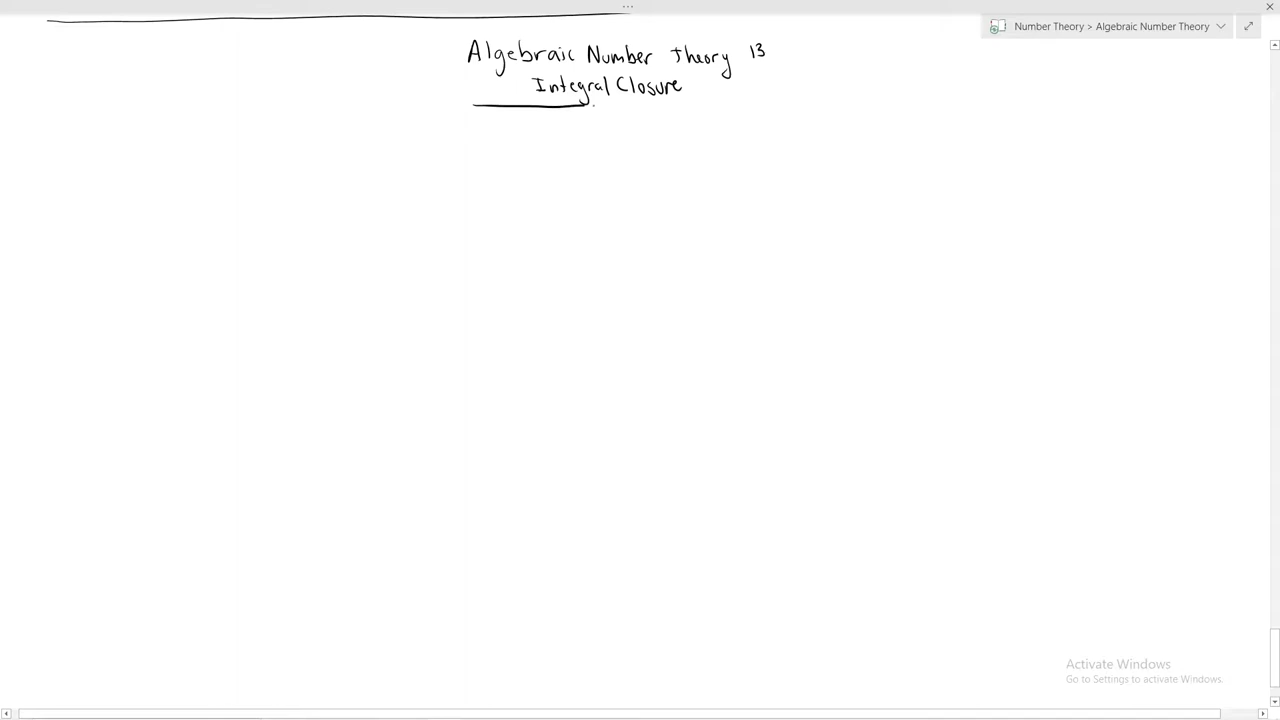 Number Theory > Algebraic Number Theory
Algebraic Number Theory 13
Integral Closure
Activate Windows
Go to Settings to activate Windows.